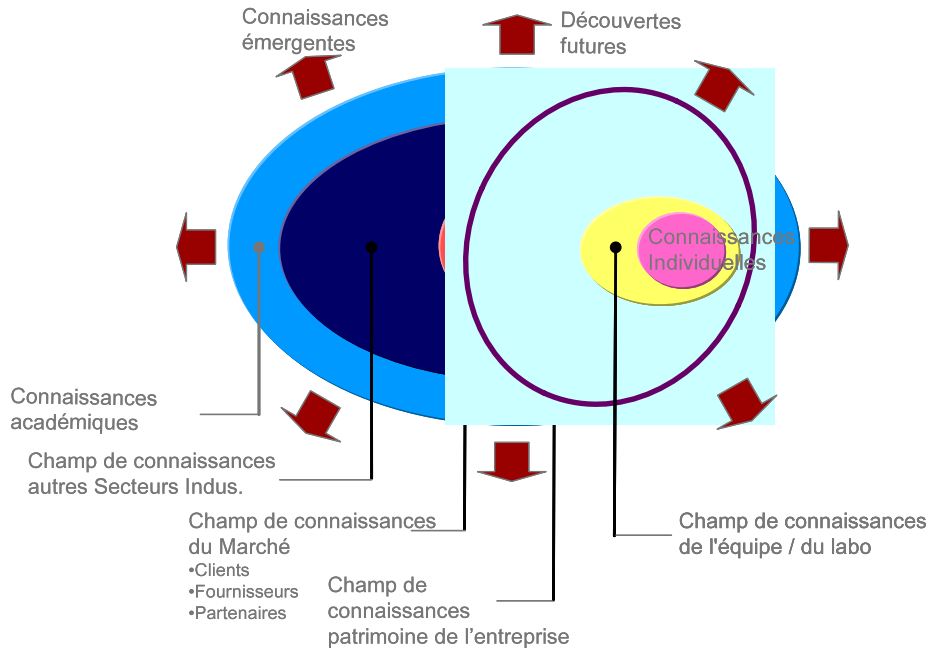 Connaissances
émergentes
Découvertes
futures
Connaissances
Individuelles
Connaissances
académiques
Champ de connaissances
autres Secteurs Indus.
Champ de connaissances
du Marché
•Clients
•Fournisseurs
•Partenaires
Champ de
connaissances
patrimoine de l’entreprise
Champ de connaissances
de l'équipe / du labo